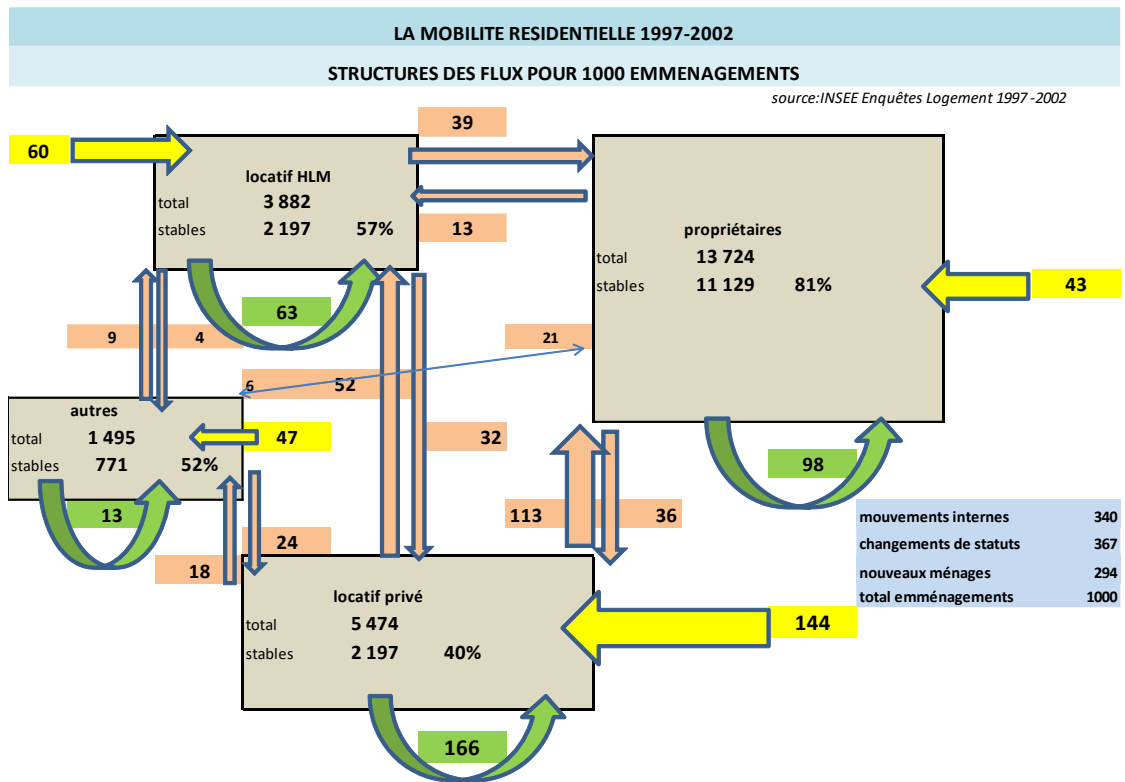 LA MOBILITE RESIDENTIELLE 1997-2002
STRUCTURES DES FLUX POUR 1000 EMMENAGEMENTS
source:INSEE Enquêtes Logement 1997-2002
39
60
locatif HLM
total 3 882
stables 2 197 57%
13
propriétaires
total 13 724
stables 11 129 81%
43
63
9 4
21
6 52
autres
total 1 495
stables 771 52%
47
32
98
13
113 36
24
18
mouvements internes 340
changements de statuts 367
nouveaux ménages 294
total emménagements 1000
locatif privé
total 5 474
stables 2 197 40%
144
166